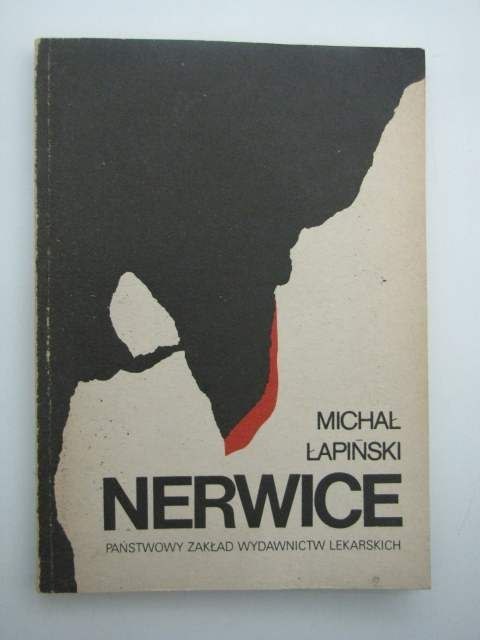 MICHAŁ
ŁAPIŃSKI
NERWICE
PAŃSTWOWY ZAKŁAD WYDAWNICTW LEKARSKICH